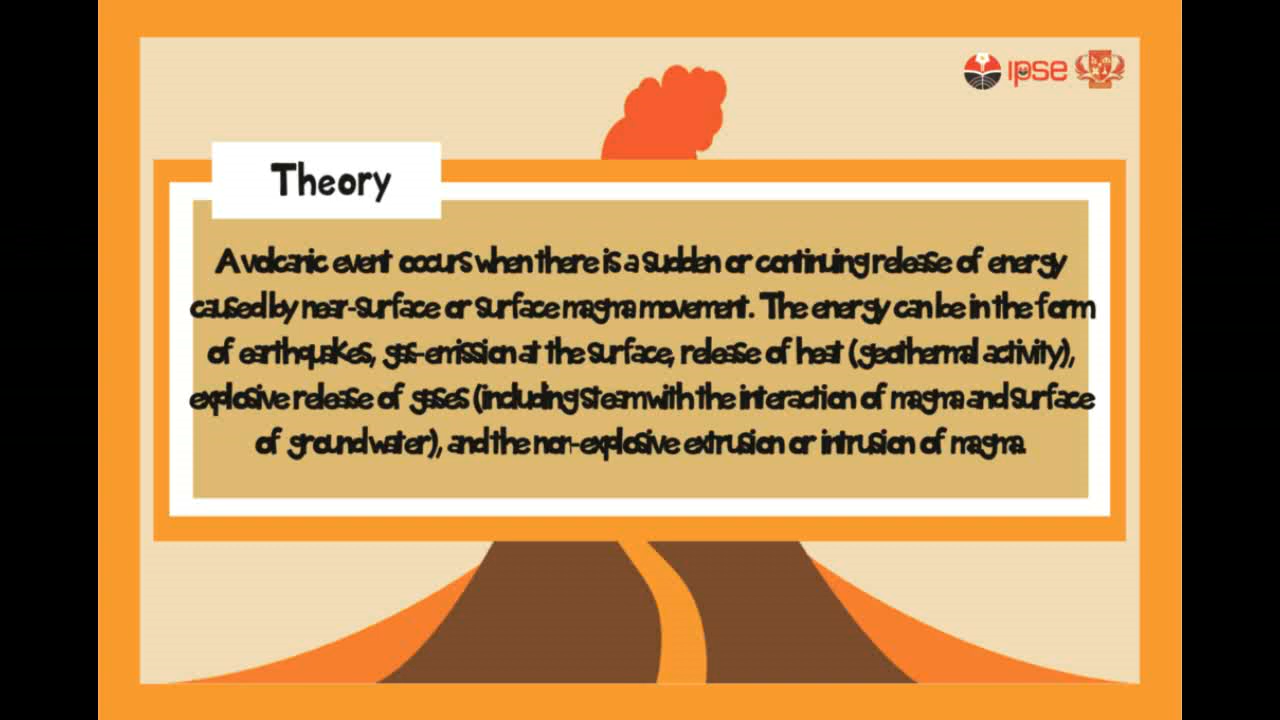 ipse
Theory
A volcanic event occurs when there is a sudden or continuing release of energy
caused by near-surface or surface magma movement. The energy can be in the form
of earthquakes, gas-emission at the surface, release of heat (geothermal activity),
explosive release of gases (including steam with the interaction of magma and surface
of ground water), and the non-explosive extrusion or intrusion of magma.